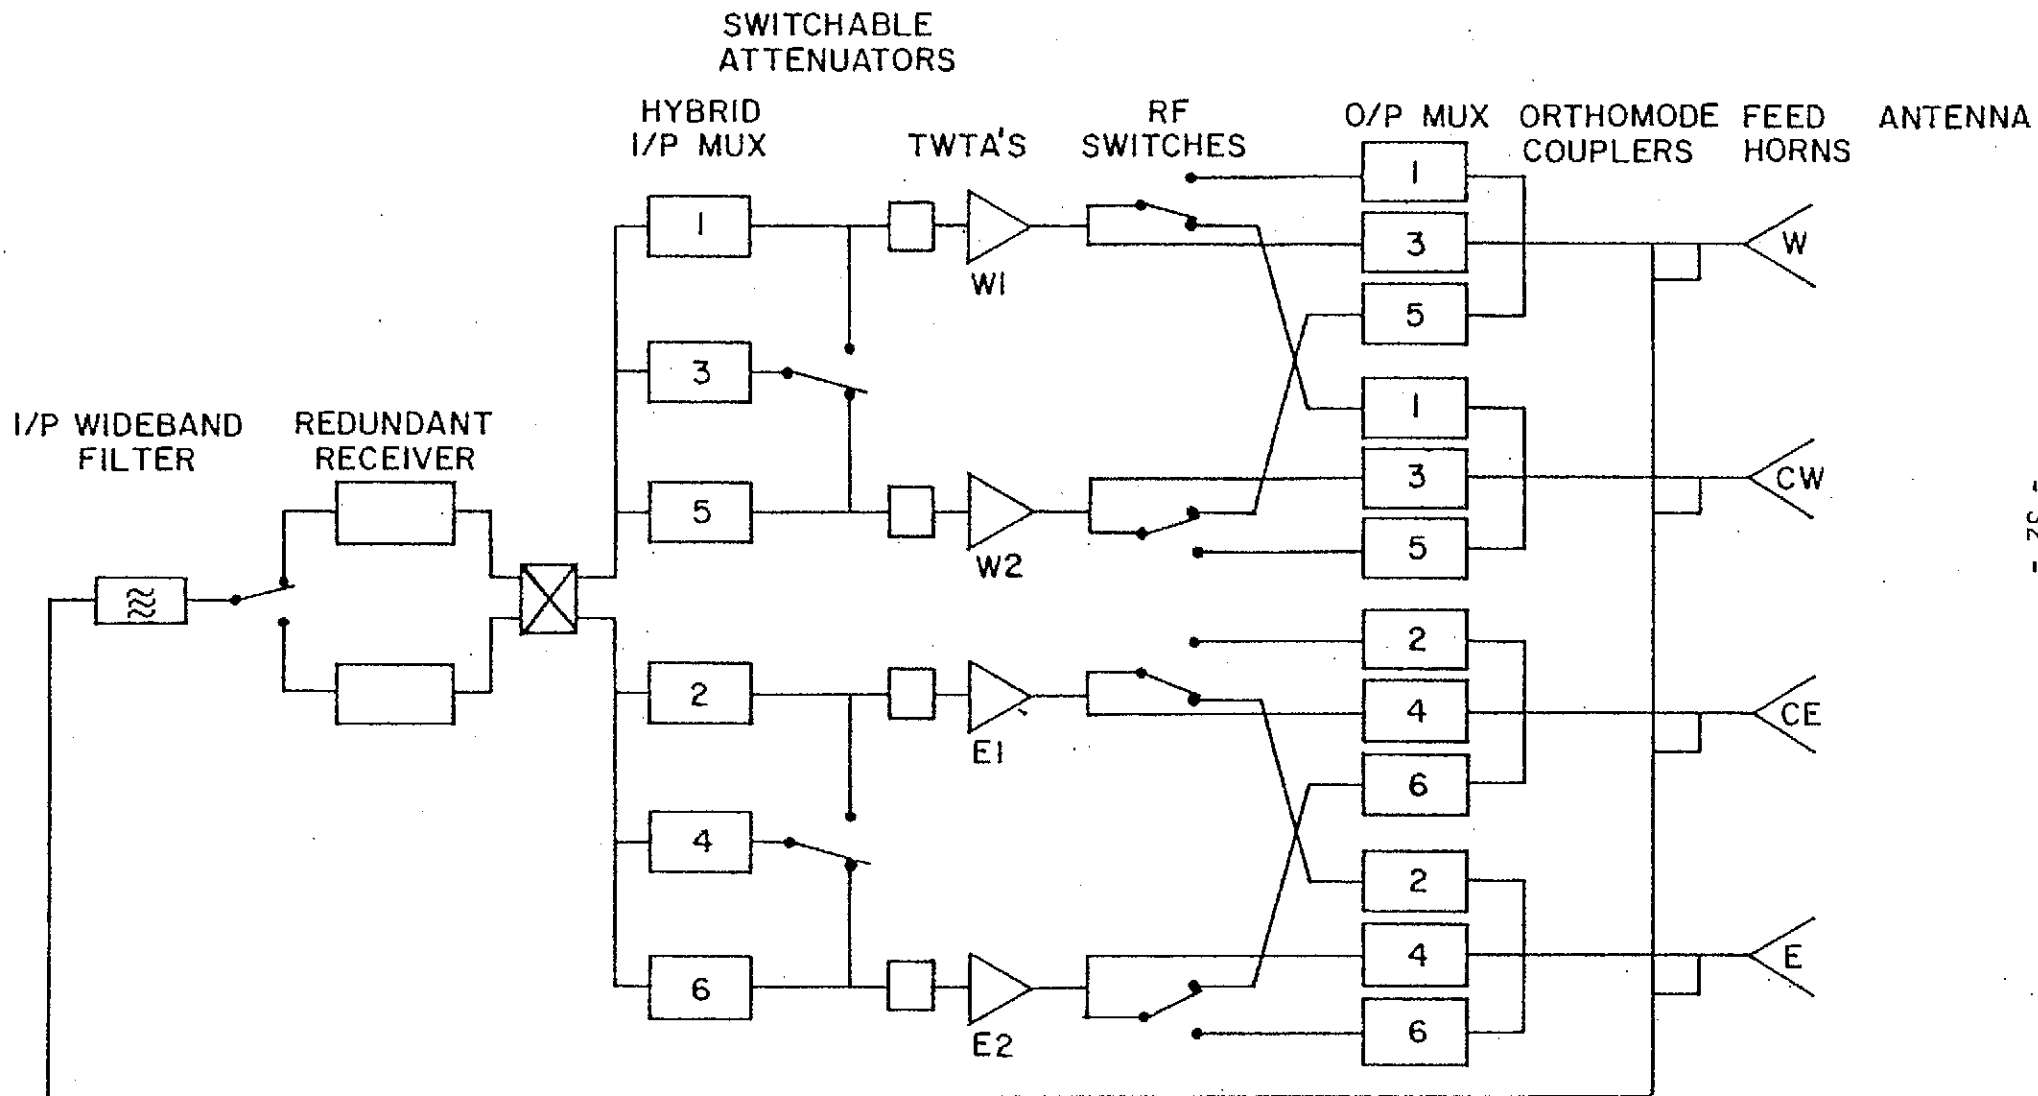 SWITCHABLE
ATTENUATORS
HYBRID
I/P MUX
TWTA'S
RF
SWITCHES
O/P MUX
ORTHOMODE
COUPLERS
FEED
HORNS
ANTENNA
I/P WIDEBAND
FILTER
REDUNDANT
RECEIVER
1
3
5
2
4
6
W1
W2
E1
E2
1
3
5
1
3
5
2
4
6
2
4
6
W
CW
CE
E